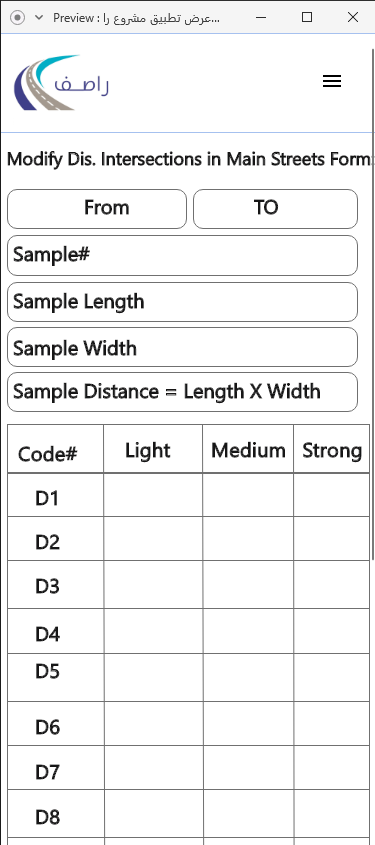 Preview : عرض تطبيق مشروع را...
راصف
Modify Dis. Intersections in Main Streets Form:
From TO
Sample#
Sample Length
Sample Width
Sample Distance = Length X Width
Code# Light Medium Strong
D1
D2
D3
D4
D5
D6
D7
D8